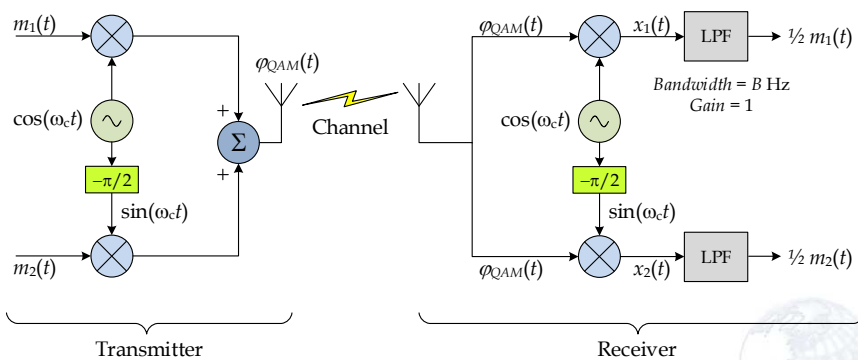 m₁(t)
φQAM(t)
φQAM(t)
x₁(t)
LPF
½ m₁(t)
Bandwidth = B Hz
Gain = 1
+
cos(ωct)
Σ
Channel
cos(ωct)
+
−π/2
−π/2
sin(ωct)
sin(ωct)
m₂(t)
φQAM(t)
x₂(t)
LPF
½ m₂(t)
Transmitter
Receiver